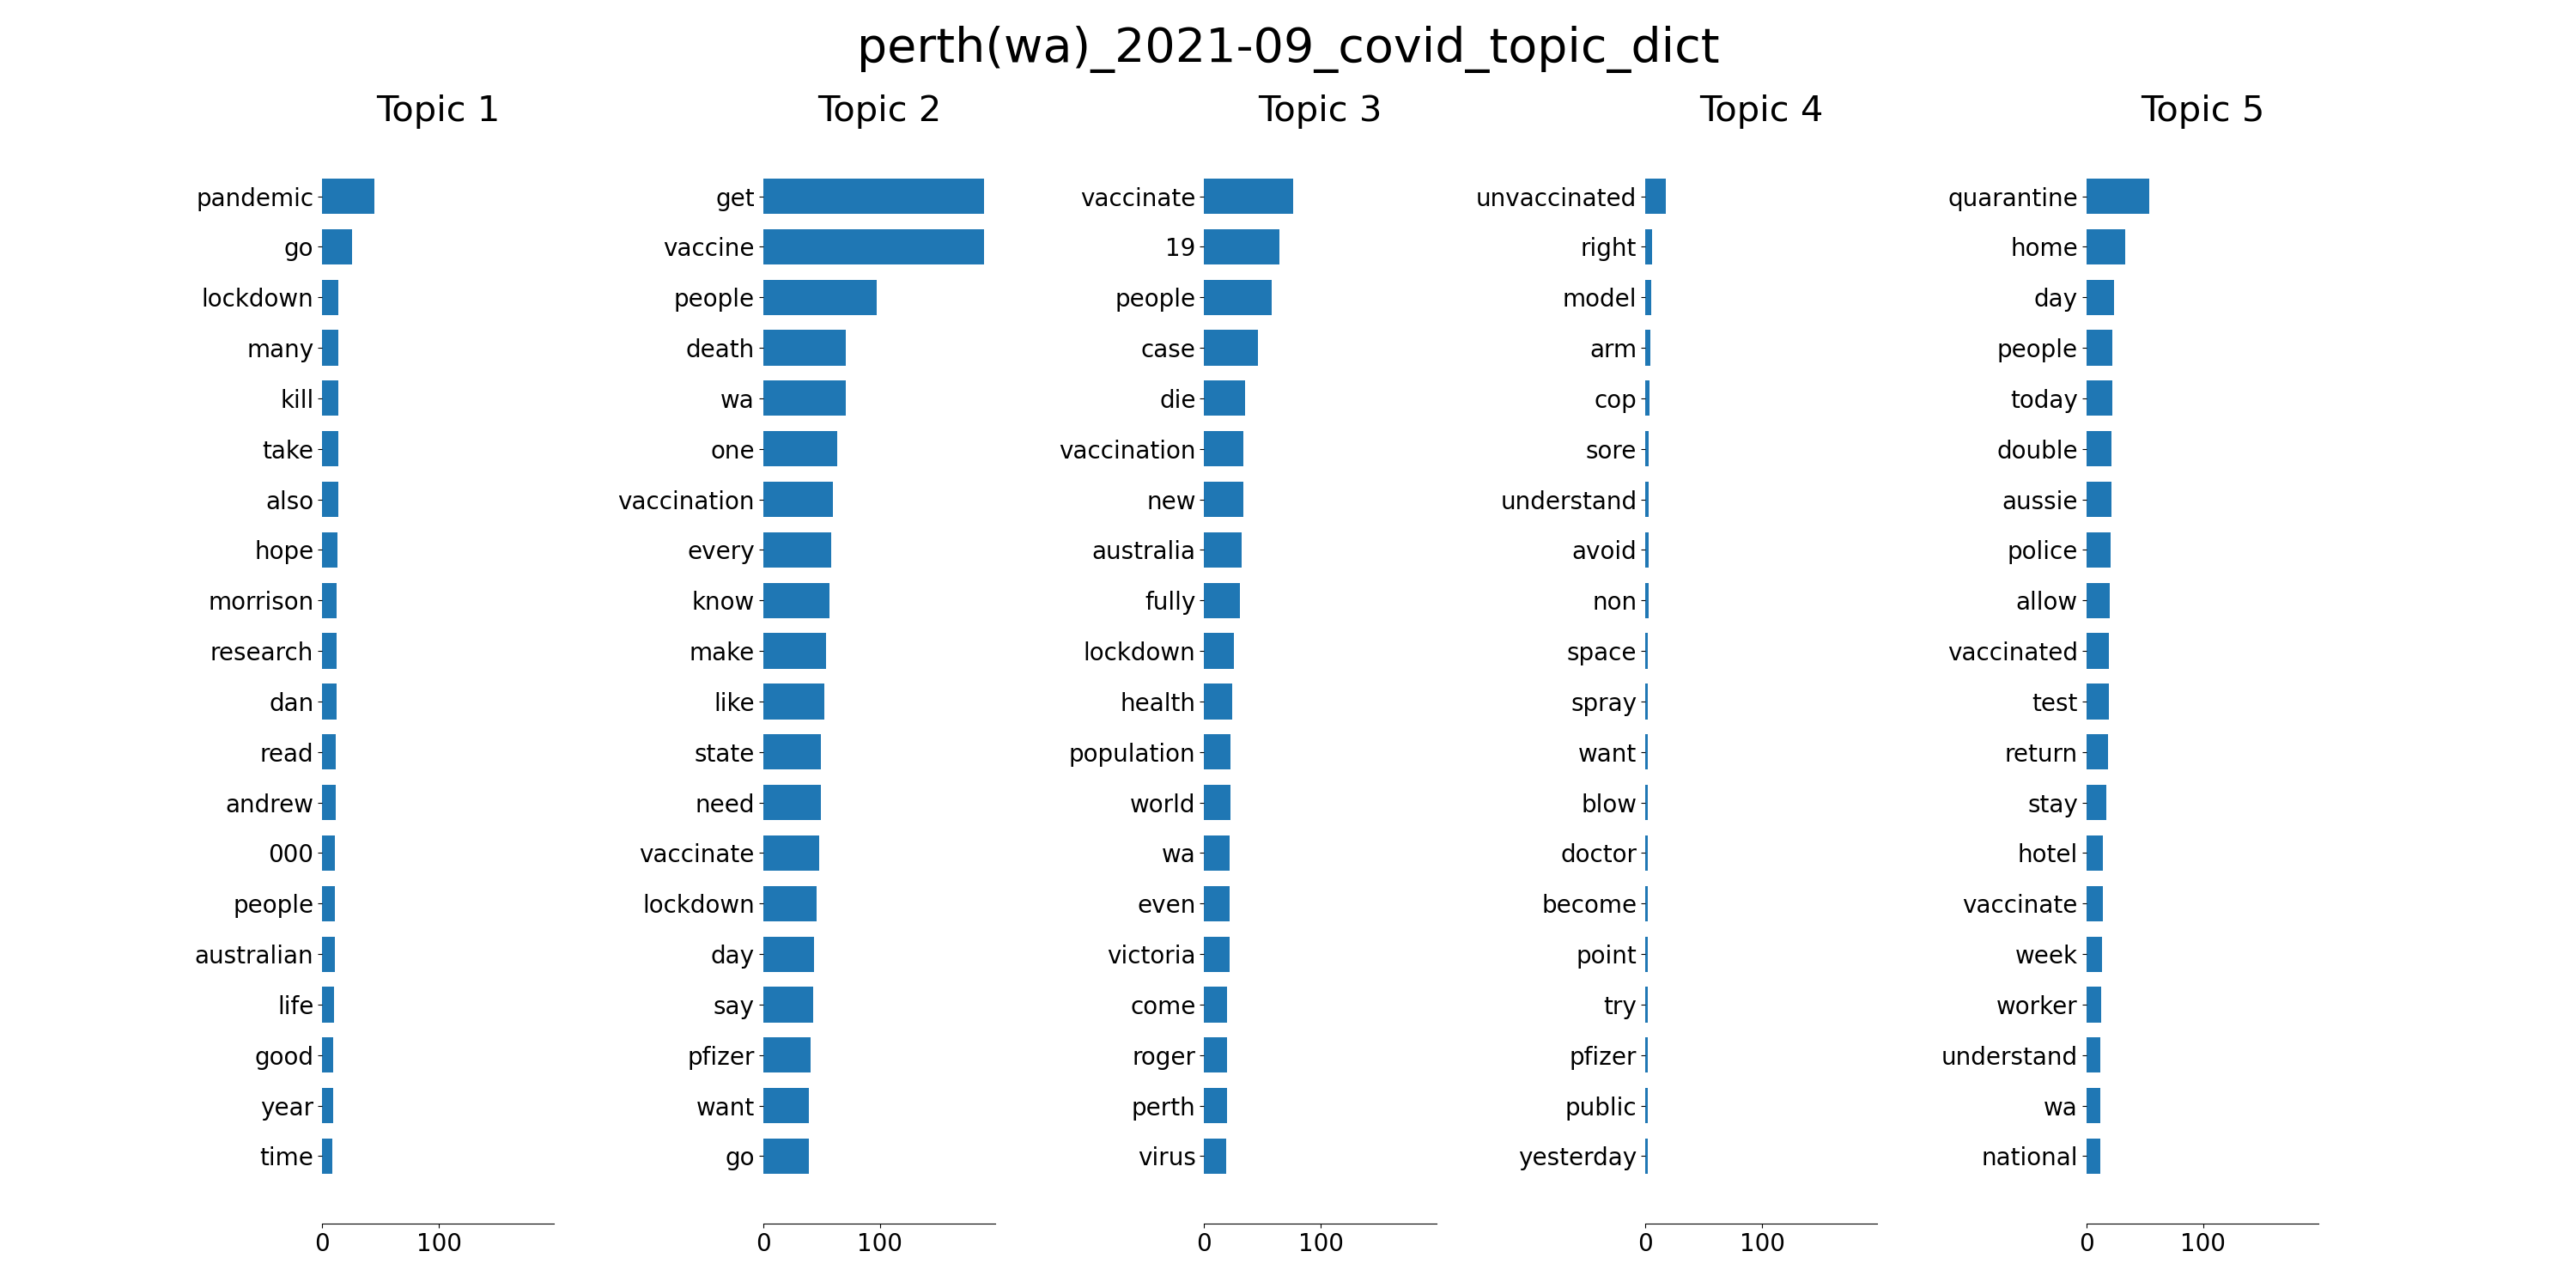 perth(wa)_2021-09_covid_topic_dict
Topic 1
pandemic
go
lockdown
many
kill
take
also
hope
morrison
research
dan
read
andrew
000
people
australian
life
good
year
time
0 100
Topic 2
get
vaccine
people
death
wa
one
vaccination
every
know
make
like
state
need
vaccinate
lockdown
day
say
pfizer
want
go
0 100
Topic 3
vaccinate
19
people
case
die
vaccination
new
australia
fully
lockdown
health
population
world
wa
even
victoria
come
roger
perth
virus
0 100
Topic 4
unvaccinated
right
model
arm
cop
sore
understand
avoid
non
space
spray
want
blow
doctor
become
point
try
pfizer
public
yesterday
0 100
Topic 5
quarantine
home
day
people
today
double
aussie
police
allow
vaccinated
test
return
stay
hotel
vaccinate
week
worker
understand
wa
national
0 100